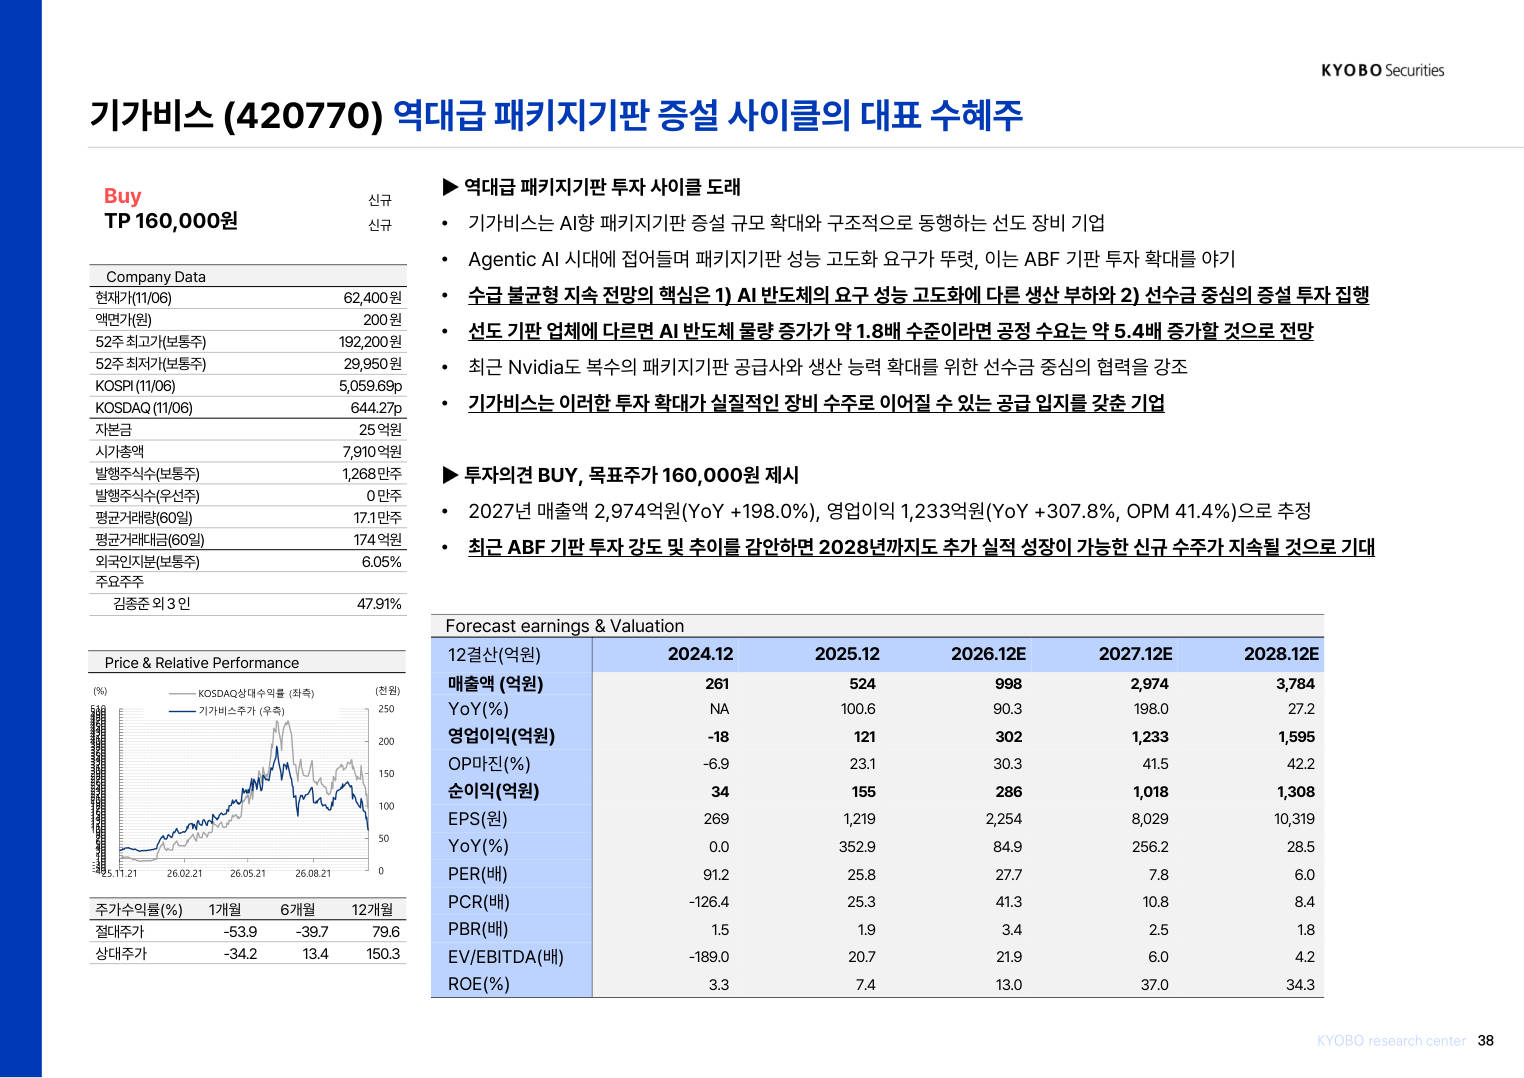 KYOBO Securities
기가비스 (420770) 역대급 패키지기판 증설 사이클의 대표 수혜주
Buy 신규
TP 160,000원 신규
Company Data
현재가(11/06) 62,400원
액면가(원) 200원
52주 최고가(보통주) 192,200원
52주 최저가(보통주) 29,950원
KOSPI (11/06) 5,059.69p
KOSDAQ (11/06) 644.27p
자본금 25억원
시가총액 7,910억원
발행주식수(보통주) 1,268만주
발행주식수(우선주) 0만주
평균거래량(60일) 17.1만주
평균거래대금(60일) 174억원
외국인지분(보통주) 6.05%
주요주주
김종준 외 3 인 47.91%
Price & Relative Performance
(%) KOSDAQ상대수익률 (좌측) (천원)
기가비스주가 (우측)
510 250
200
150
100
50
0
25.11.21 26.02.21 26.05.21 26.08.21
주가수익률(%) 1개월 6개월 12개월
절대주가 -53.9 -39.7 79.6
상대주가 -34.2 13.4 150.3
▶ 역대급 패키지기판 투자 사이클 도래
• 기가비스는 AI향 패키지기판 증설 규모 확대와 구조적으로 동행하는 선도 장비 기업
• Agentic AI 시대에 접어들며 패키지기판 성능 고도화 요구가 뚜렷, 이는 ABF 기판 투자 확대를 야기
• 수급 불균형 지속 전망의 핵심은 1) AI 반도체의 요구 성능 고도화에 다른 생산 부하와 2) 선수금 중심의 증설 투자 집행
• 선도 기판 업체에 다르면 AI 반도체 물량 증가가 약 1.8배 수준이라면 공정 수요는 약 5.4배 증가할 것으로 전망
• 최근 Nvidia도 복수의 패키지기판 공급사와 생산 능력 확대를 위한 선수금 중심의 협력을 강조
• 기가비스는 이러한 투자 확대가 실질적인 장비 수주로 이어질 수 있는 공급 입지를 갖춘 기업
▶ 투자의견 BUY, 목표주가 160,000원 제시
• 2027년 매출액 2,974억원(YoY +198.0%), 영업이익 1,233억원(YoY +307.8%, OPM 41.4%)으로 추정
• 최근 ABF 기판 투자 강도 및 추이를 감안하면 2028년까지도 추가 실적 성장이 가능한 신규 수주가 지속될 것으로 기대
Forecast earnings & Valuation
12결산(억원) 2024.12 2025.12 2026.12E 2027.12E 2028.12E
매출액 (억원) 261 524 998 2,974 3,784
YoY(%) NA 100.6 90.3 198.0 27.2
영업이익(억원) -18 121 302 1,233 1,595
OP마진(%) -6.9 23.1 30.3 41.5 42.2
순이익(억원) 34 155 286 1,018 1,308
EPS(원) 269 1,219 2,254 8,029 10,319
YoY(%) 0.0 352.9 84.9 256.2 28.5
PER(배) 91.2 25.8 27.7 7.8 6.0
PCR(배) -126.4 25.3 41.3 10.8 8.4
PBR(배) 1.5 1.9 3.4 2.5 1.8
EV/EBITDA(배) -189.0 20.7 21.9 6.0 4.2
ROE(%) 3.3 7.4 13.0 37.0 34.3
KYOBO research center 38